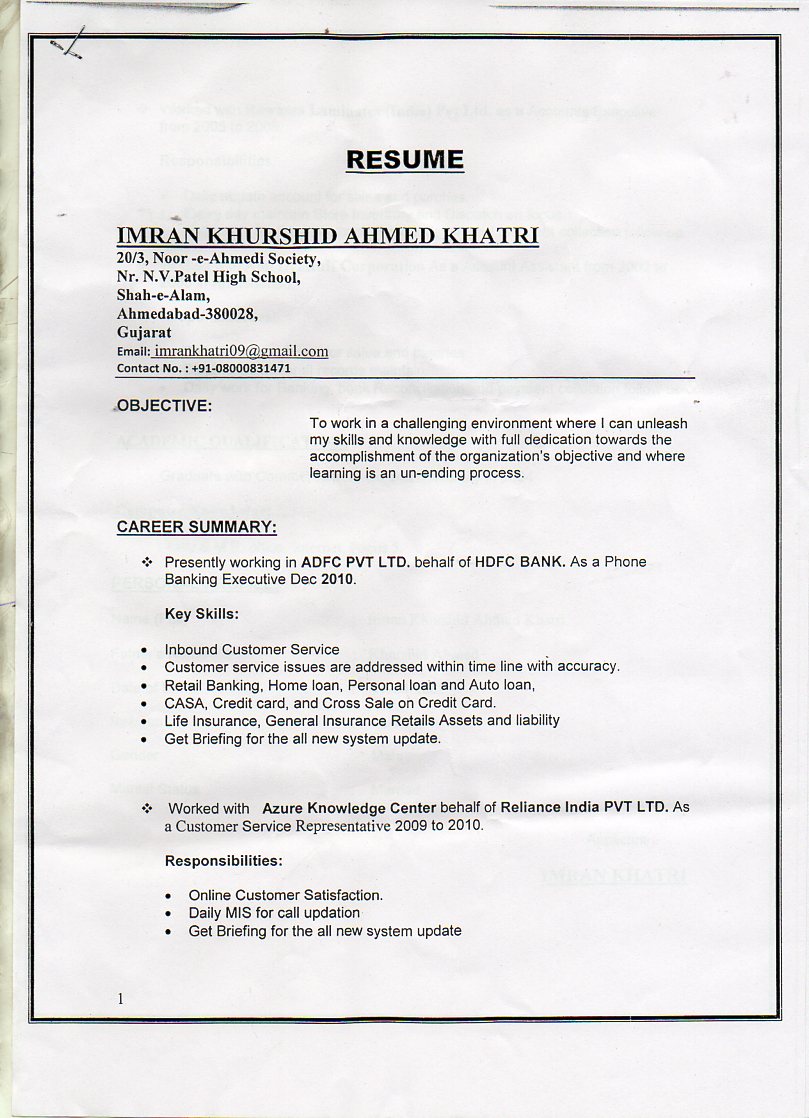 RESUME
IMRAN KHURSHID AHMED KHATRI
20/3, Noor -e-Ahmedi Society,
Nr. N.V.Patel High School,
Shah-e-Alam,
Ahmedabad-380028,
Gujarat
Email: imrankhatri09@gmail.com
Contact No. : +91-08000831471
OBJECTIVE:
To work in a challenging environment where I can unleash
my skills and knowledge with full dedication towards the
accomplishment of the organization's objective and where
learning is an un-ending process.
CAREER SUMMARY:
❖ Presently working in ADFC PVT LTD. behalf of HDFC BANK. As a Phone
Banking Executive Dec 2010.
Key Skills:
• Inbound Customer Service
• Customer service issues are addressed within time line with accuracy.
• Retail Banking, Home loan, Personal loan and Auto loan,
• CASA, Credit card, and Cross Sale on Credit Card.
• Life Insurance, General Insurance Retails Assets and liability
• Get Briefing for the all new system update.
❖ Worked with Azure Knowledge Center behalf of Reliance India PVT LTD. As
a Customer Service Representative 2009 to 2010.
Responsibilities:
• Online Customer Satisfaction.
• Daily MIS for call updation
• Get Briefing for the all new system update
1